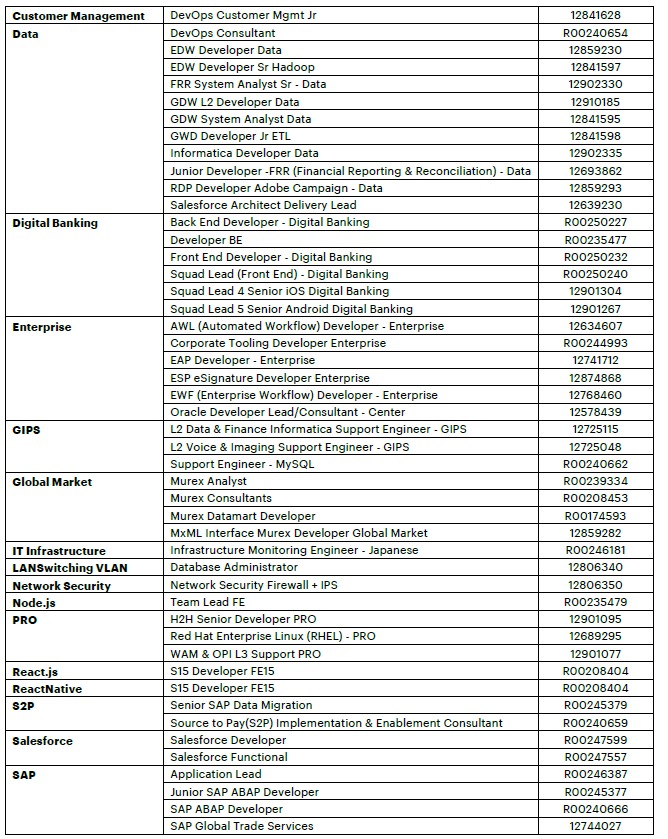 Customer Management DevOps Customer Mgmt Jr 12841628
Data DevOps Consultant R00240654
EDW Developer Data 12859230
EDW Developer Sr Hadoop 12841597
FRR System Analyst Sr - Data 12902330
GDW L2 Developer Data 12910185
GDW System Analyst Data 12841595
GWD Developer Jr ETL 12841598
Informatica Developer Data 12902335
Junior Developer -FRR (Financial Reporting & Reconciliation) - Data 12693862
RDP Developer Adobe Campaign - Data 12859293
Salesforce Architect Delivery Lead 12639230
Digital Banking Back End Developer - Digital Banking R00250227
Developer BE R00235477
Front End Developer - Digital Banking R00250232
Squad Lead (Front End) - Digital Banking R00250240
Squad Lead 4 Senior iOS Digital Banking 12901304
Squad Lead 5 Senior Android Digital Banking 12901267
Enterprise AWL (Automated Workflow) Developer - Enterprise 12634607
Corporate Tooling Developer Enterprise R00244993
EAP Developer - Enterprise 12741712
ESP eSignature Developer Enterprise 12874868
EWF (Enterprise Workflow) Developer - Enterprise 12768460
Oracle Developer Lead/Consultant - Center 12578439
GIPS L2 Data & Finance Informatica Support Engineer - GIPS 12725115
L2 Voice & Imaging Support Engineer - GIPS 12725048
Support Engineer - MySQL R00240662
Global Market Murex Analyst R00239334
Murex Consultants R00208453
Murex Datamart Developer R00174593
MxML Interface Murex Developer Global Market 12859282
IT Infrastructure Infrastructure Monitoring Engineer - Japanese R00246181
LANSwitching VLAN Database Administrator 12806340
Network Security Network Security Firewall + IPS 12806350
Node.js Team Lead FE R00235479
PRO H2H Senior Developer PRO 12901095
Red Hat Enterprise Linux (RHEL) - PRO 12689295
WAM & OPI L3 Support PRO 12901077
React.js S15 Developer FE15 R00208404
ReactNative S15 Developer FE15 R00208404
S2P Senior SAP Data Migration R00245379
Source to Pay(S2P) Implementation & Enablement Consultant R00240659
Salesforce Salesforce Developer R00247599
Salesforce Functional R00247557
SAP Application Lead R00246387
Junior SAP ABAP Developer R00245377
SAP ABAP Developer R00240666
SAP Global Trade Services 12744027